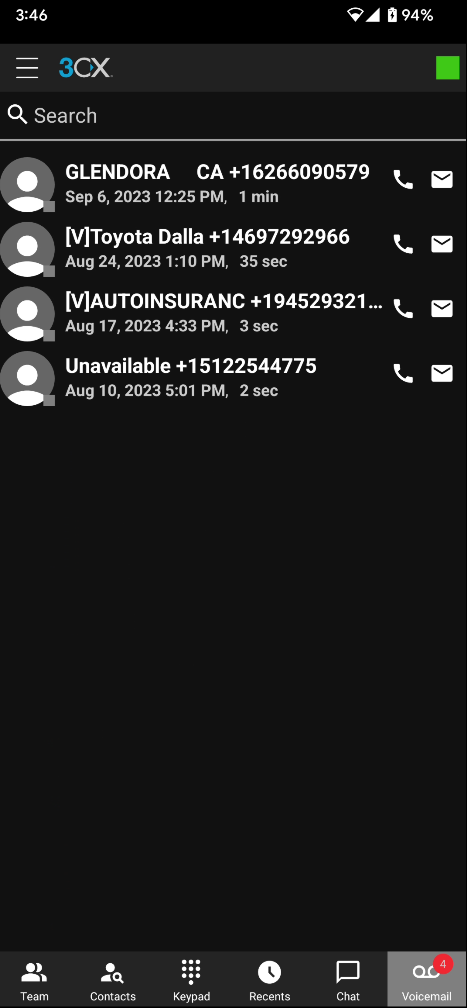 3:46
94%
3CX
Search
GLENDORA CA +16266090579
Sep 6, 2023 12:25 PM, 1 min
[V]Toyota Dalla +14697292966
Aug 24, 2023 1:10 PM, 35 sec
[V]AUTOINSURANC +194529321...
Aug 17, 2023 4:33 PM, 3 sec
Unavailable +15122544775
Aug 10, 2023 5:01 PM, 2 sec
4
Team Contacts Keypad Recents Chat Voicemail